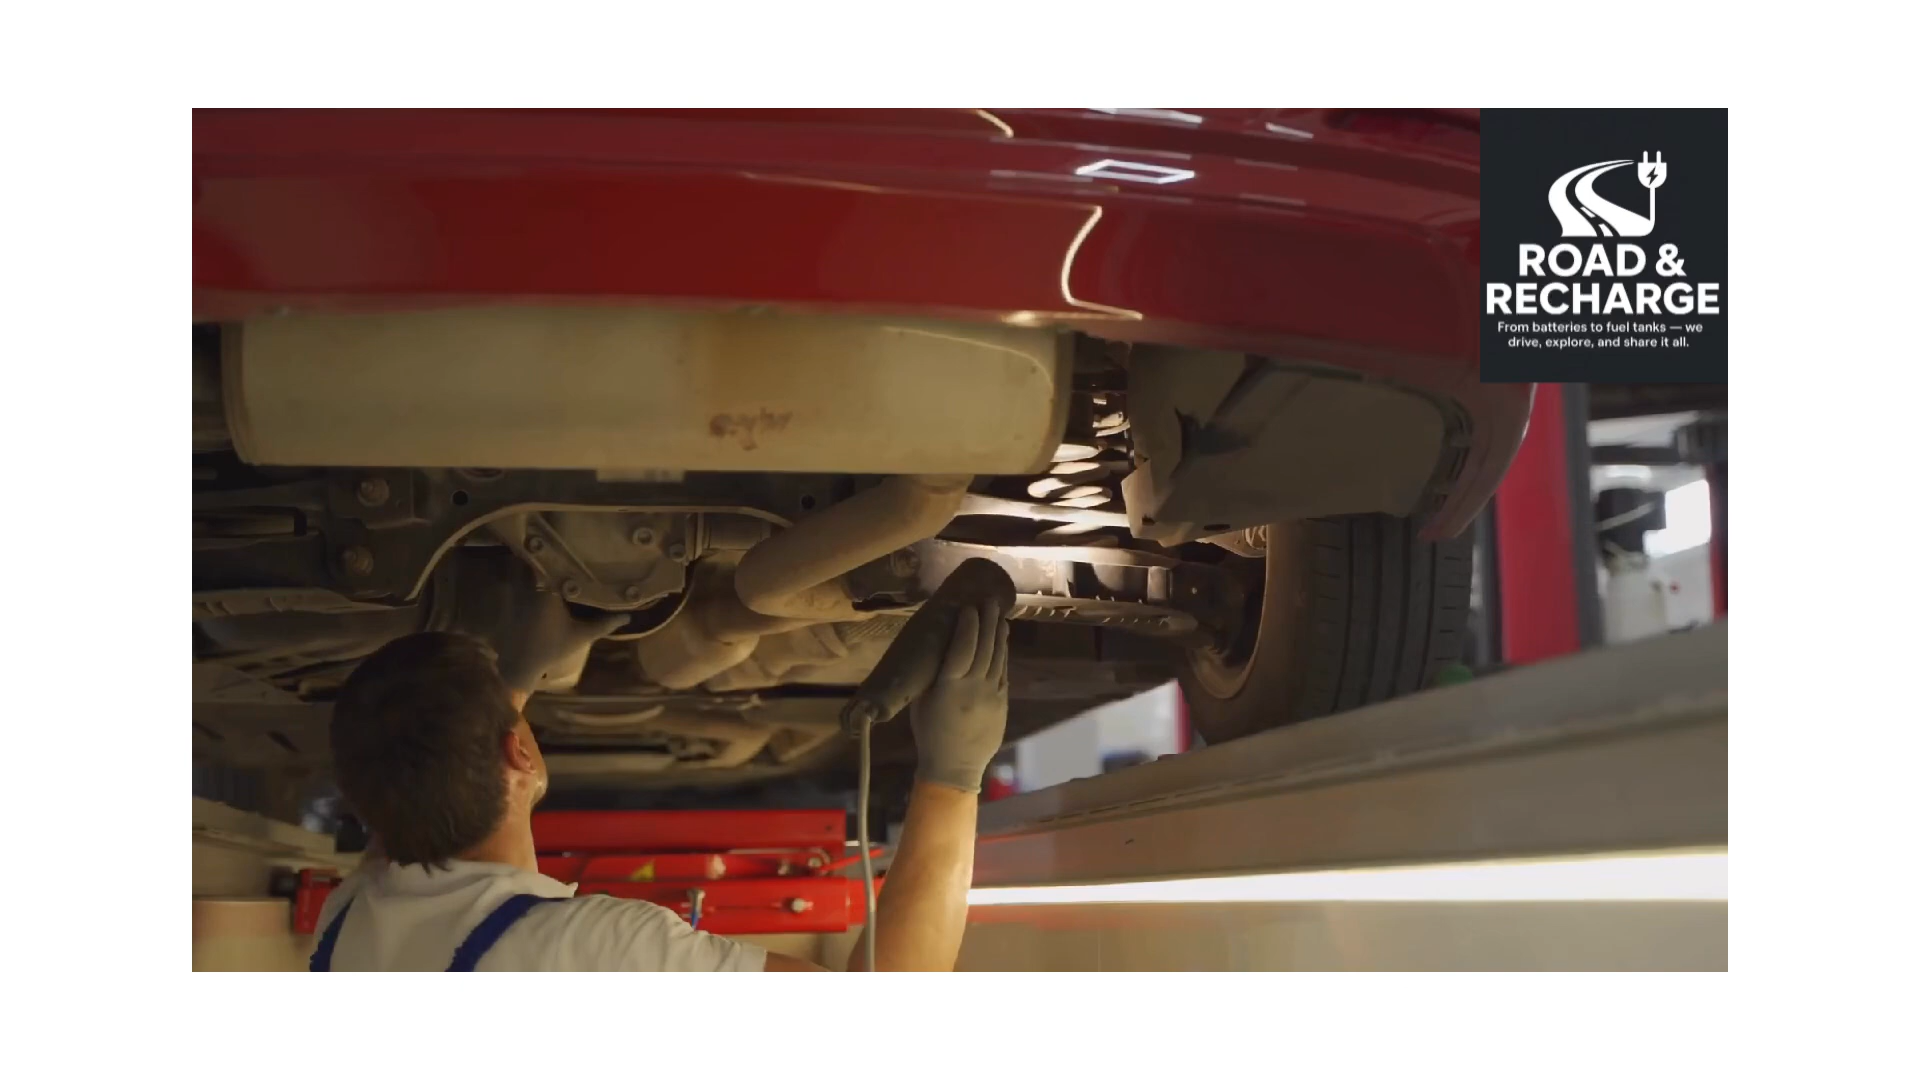 ROAD &
RECHARGE
From batteries to fuel tanks — we
drive, explore, and share it all.